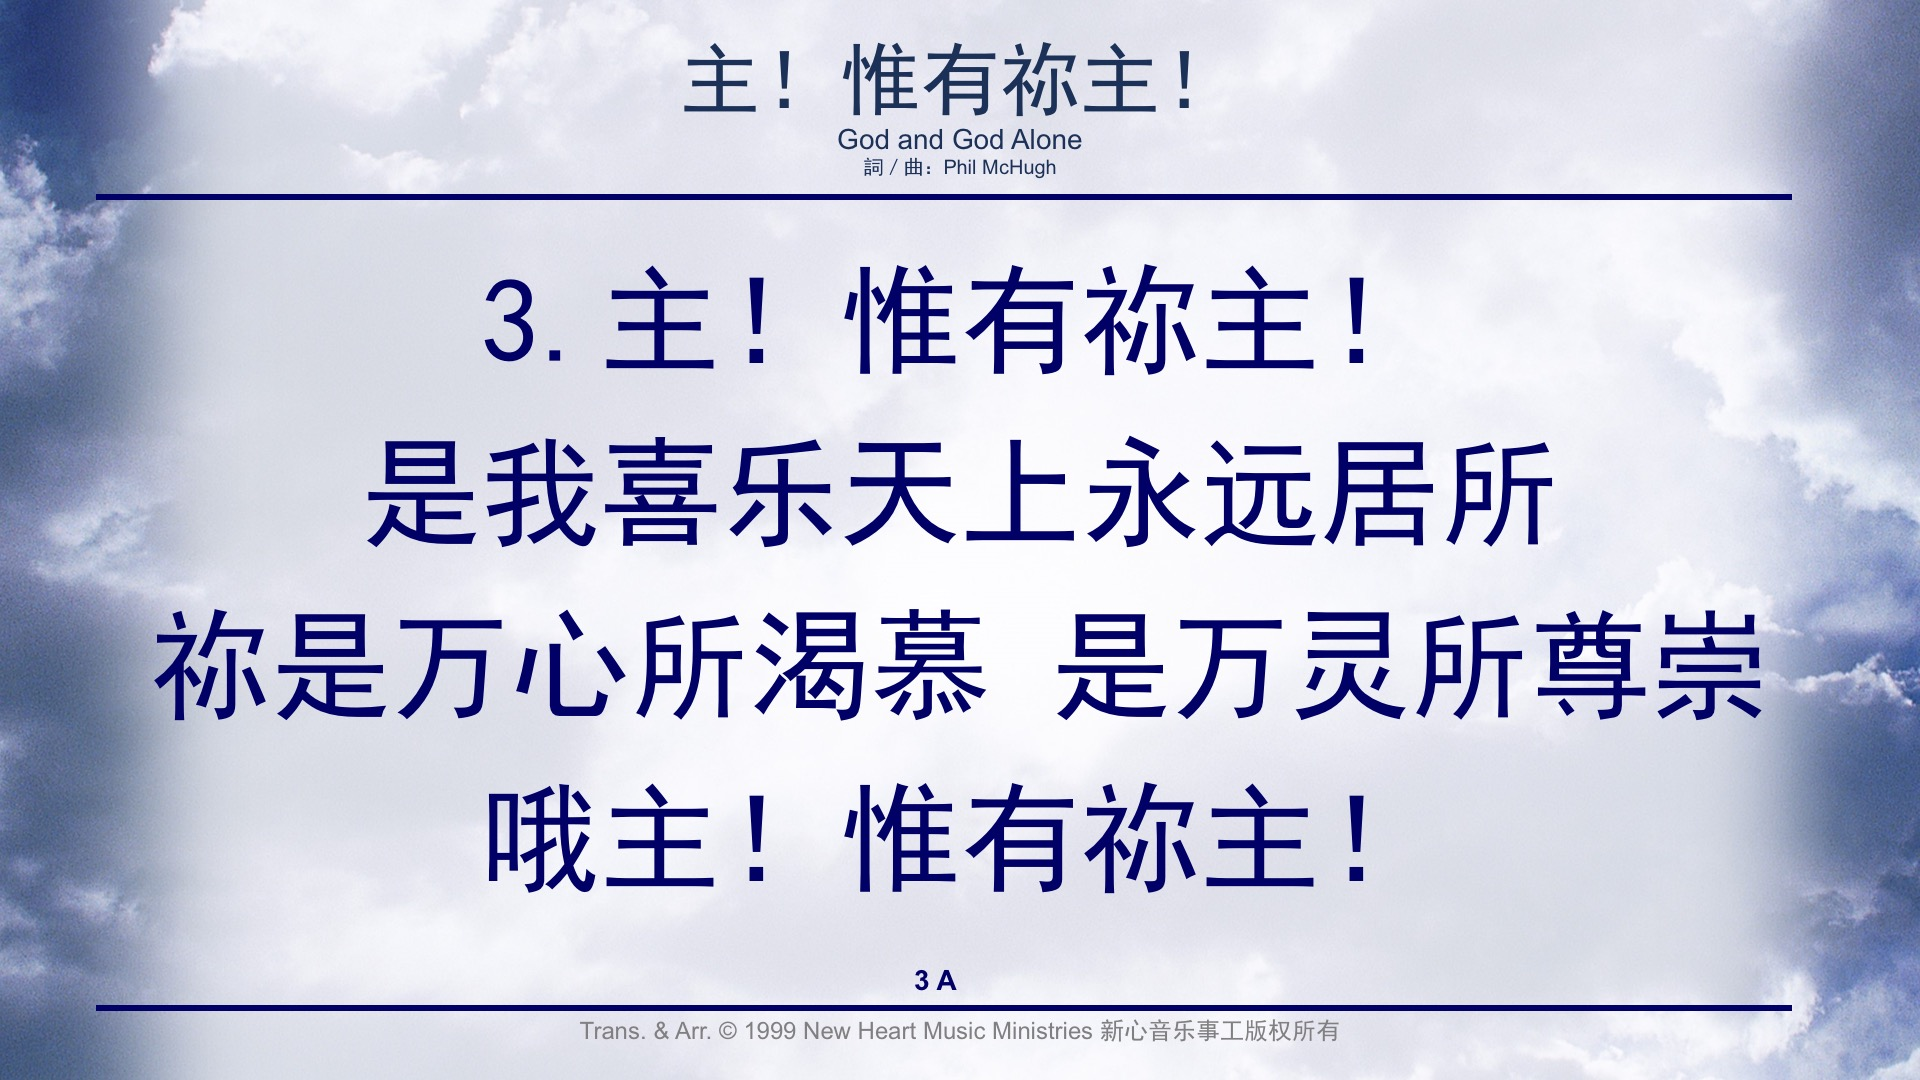 主！惟有祢主！
God and God Alone
詞 / 曲：Phil McHugh
3. 主！惟有祢主！
是我喜乐天上永远居所
祢是万心所渴慕 是万灵所尊崇
哦主！惟有祢主！
3 A
Trans. & Arr. © 1999 New Heart Music Ministries 新心音乐事工版权所有